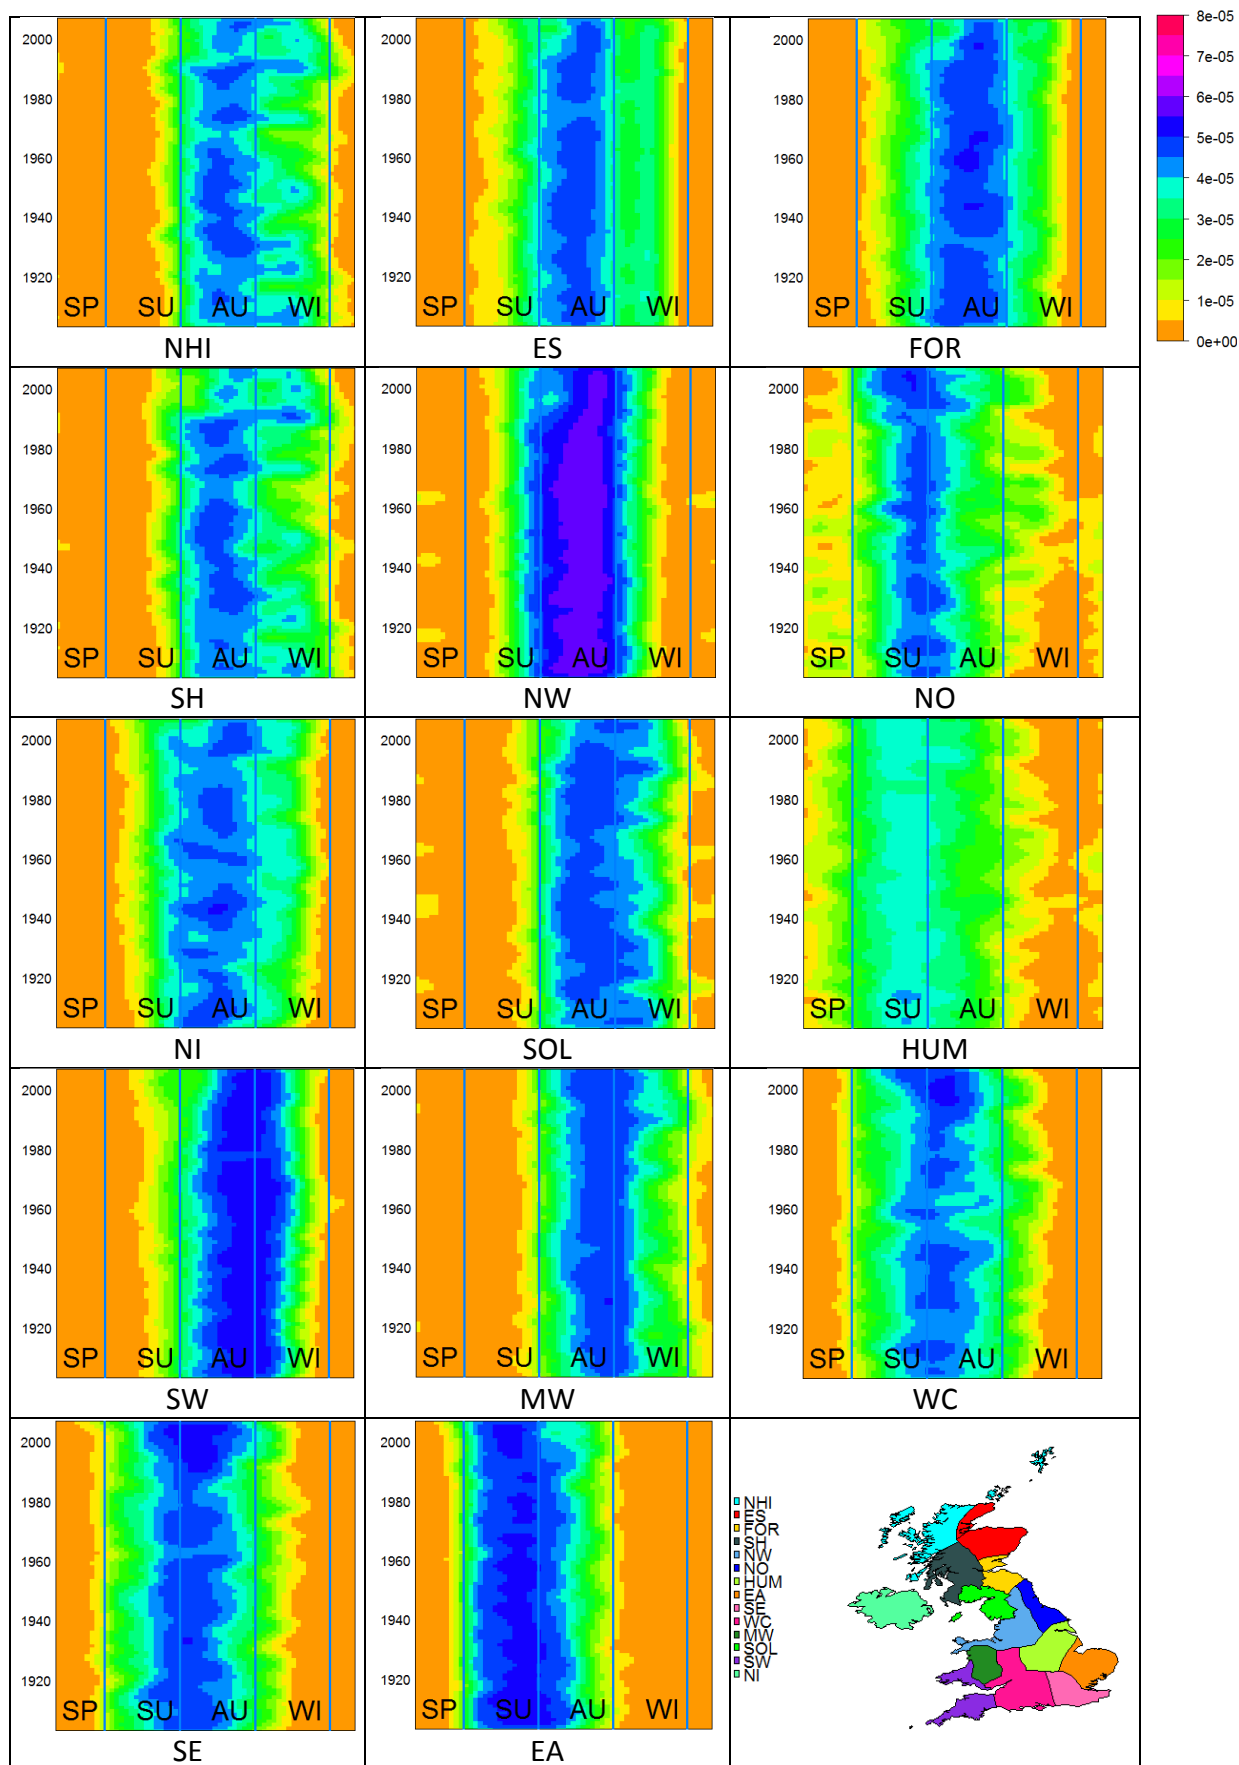 2000
1980
1960
1940
1920
SP SU AU WI
NHI
SP SU AU WI
ES
2000
1980
1960
1940
1920
SP SU AU WI
FOR
2000
1980
1960
1940
1920
8e-05
7e-05
6e-05
5e-05
4e-05
3e-05
2e-05
1e-05
0e+00
2000
1980
1960
1940
1920
SP SU AU WI
SH
2000
1980
1960
1940
1920
SP SU AU WI
NW
2000
1980
1960
1940
1920
SP SU AU WI
NO
2000
1980
1960
1940
1920
SP SU AU WI
NI
2000
1980
1960
1940
1920
SP SU AU WI
SOL
2000
1980
1960
1940
1920
SP SU AU WI
HUM
2000
1980
1960
1940
1920
SP SU AU WI
SW
2000
1980
1960
1940
1920
SP SU AU WI
MW
2000
1980
1960
1940
1920
SP SU AU WI
WC
2000
1980
1960
1940
1920
SP SU AU WI
SE
2000
1980
1960
1940
1920
SP SU AU WI
EA
NHI
ES
FOR
SH
NW
NO
HUM
EA
SE
WC
MW
SOL
SW
NI